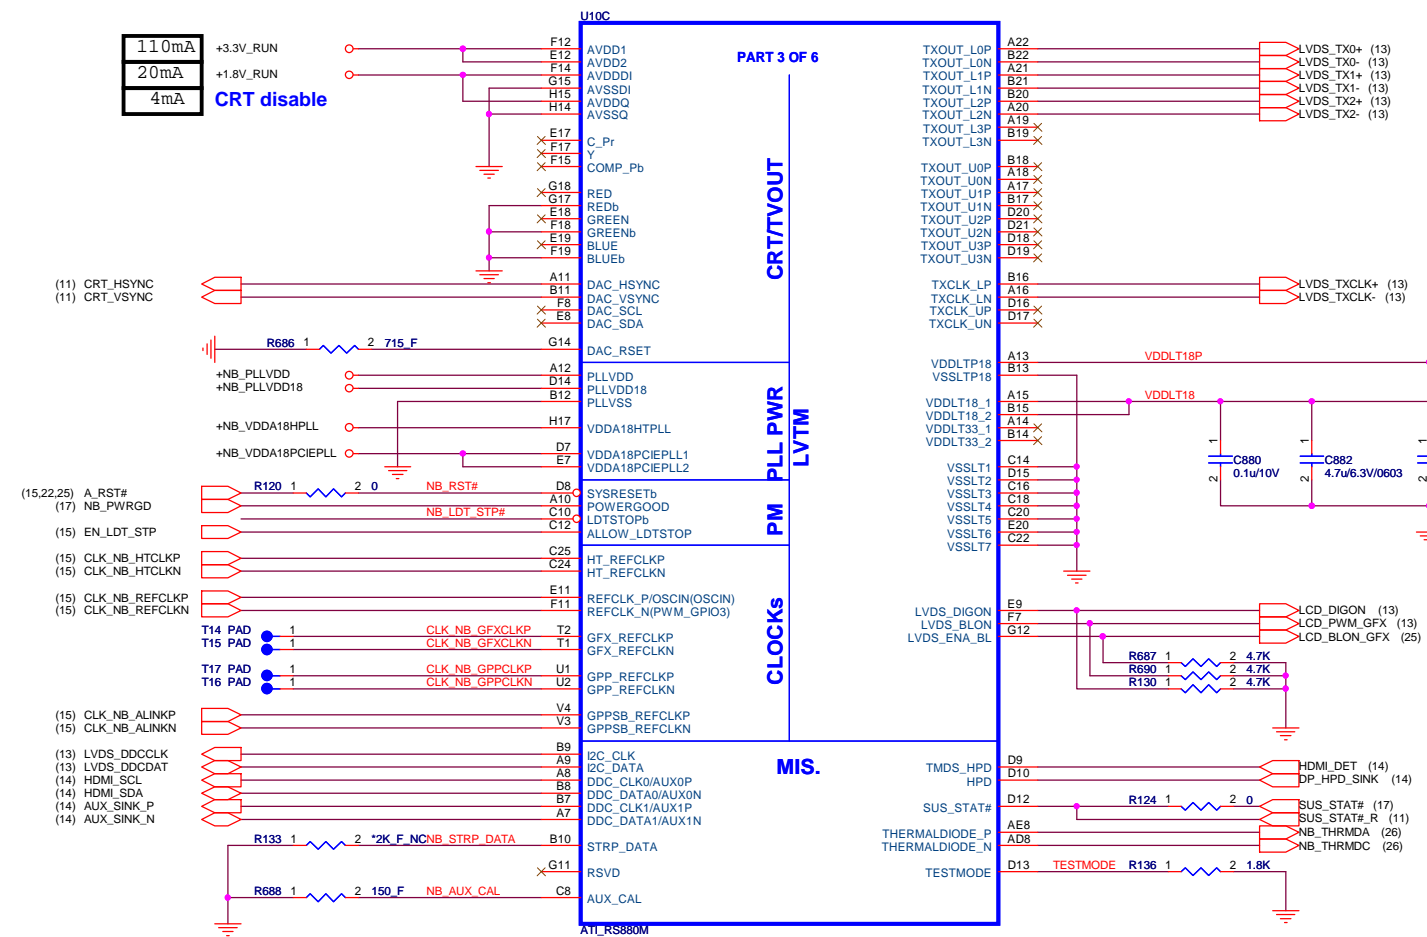 U10C
PART 3 OF 6
110mA +3.3V_RUN
20mA +1.8V_RUN
4mA CRT disable
F12 AVDD1
E12 AVDD2
F14 AVDDDI
G15 AVSSDI
H15 AVDDQ
H14 AVSSQ
E17 C_Pr
F17 Y
F15 COMP_Pb
G18 RED
G17 REDb
E18 GREEN
F18 GREENb
E19 BLUE
F19 BLUEb
CRT/TVOUT
(11) CRT_HSYNC A11 DAC_HSYNC
(11) CRT_VSYNC B11 DAC_VSYNC
F8 DAC_SCL
E8 DAC_SDA
R686 1 2 715_F G14 DAC_RSET
+NB_PLLVDD A12 PLLVDD
+NB_PLLVDD18 D14 PLLVDD18
B12 PLLVSS
+NB_VDDA18HPLL H17 VDDA18HTPLL
+NB_VDDA18PCIEPLL D7 VDDA18PCIEPLL1
E7 VDDA18PCIEPLL2
PLL PWR
LVTM
(15,22,25) A_RST# R120 1 2 0 NB_RST# D8 SYSRESETb
(17) NB_PWRGD A10 POWERGOOD
NB_LDT_STP# C10 LDTSTOPb
(15) EN_LDT_STP C12 ALLOW_LDTSTOP
PM
(15) CLK_NB_HTCLKP C25 HT_REFCLKP
(15) CLK_NB_HTCLKN C24 HT_REFCLKN
(15) CLK_NB_REFCLKP E11 REFCLK_P/OSCIN(OSCIN)
(15) CLK_NB_REFCLKN F11 REFCLK_N(PWM_GPIO3)
T14 PAD 1 CLK_NB_GFXCLKP T2 GFX_REFCLKP
T15 PAD 1 CLK_NB_GFXCLKN T1 GFX_REFCLKN
T17 PAD 1 CLK_NB_GPPCLKP U1 GPP_REFCLKP
T16 PAD 1 CLK_NB_GPPCLKN U2 GPP_REFCLKN
(15) CLK_NB_ALINKP V4 GPPSB_REFCLKP
(15) CLK_NB_ALINKN V3 GPPSB_REFCLKN
CLOCKs
(13) LVDS_DDCCLK B9 I2C_CLK
(13) LVDS_DDCDAT A9 I2C_DATA
(14) HDMI_SCL A8 DDC_CLK0/AUX0P
(14) HDMI_SDA B8 DDC_DATA0/AUX0N
(14) AUX_SINK_P B7 DDC_CLK1/AUX1P
(14) AUX_SINK_N A7 DDC_DATA1/AUX1N
R133 1 2 *2K_F_NC NB_STRP_DATA B10 STRP_DATA
G11 RSVD
R688 1 2 150_F NB_AUX_CAL C8 AUX_CAL
MIS.
TXOUT_L0P A22 LVDS_TX0+ (13)
TXOUT_L0N B22 LVDS_TX0- (13)
TXOUT_L1P A21 LVDS_TX1+ (13)
TXOUT_L1N B21 LVDS_TX1- (13)
TXOUT_L2P B20 LVDS_TX2+ (13)
TXOUT_L2N A20 LVDS_TX2- (13)
TXOUT_L3P A19
TXOUT_L3N B19
TXOUT_U0P B18
TXOUT_U0N A18
TXOUT_U1P A17
TXOUT_U1N B17
TXOUT_U2P D20
TXOUT_U2N D21
TXOUT_U3P D18
TXOUT_U3N D19
TXCLK_LP B16 LVDS_TXCLK+ (13)
TXCLK_LN A16 LVDS_TXCLK- (13)
TXCLK_UP D16
TXCLK_UN D17
VDDLTP18 A13 VDDLT18P
VSSLTP18 B13
VDDLT18_1 A15 VDDLT18
VDDLT18_2 B15
VDDLT33_1 A14
VDDLT33_2 B14
1 C880 0.1u/10V 2
1 C882 4.7u/6.3V/0603 2
1 2
VSSLT1 C14
VSSLT2 D15
VSSLT3 C16
VSSLT4 C18
VSSLT5 C20
VSSLT6 E20
VSSLT7 C22
LVDS_DIGON E9 LCD_DIGON (13)
LVDS_BLON F7 LCD_PWM_GFX (13)
LVDS_ENA_BL G12 LCD_BLON_GFX (25)
R687 1 2 4.7K
R690 1 2 4.7K
R130 1 2 4.7K
TMDS_HPD D9 HDMI_DET (14)
HPD D10 DP_HPD_SINK (14)
SUS_STAT# D12 R124 1 2 0 SUS_STAT# (17)
SUS_STAT#_R (11)
THERMALDIODE_P AE8 NB_THRMDA (26)
THERMALDIODE_N AD8 NB_THRMDC (26)
TESTMODE D13 TESTMODE R136 1 2 1.8K
ATI_RS880M